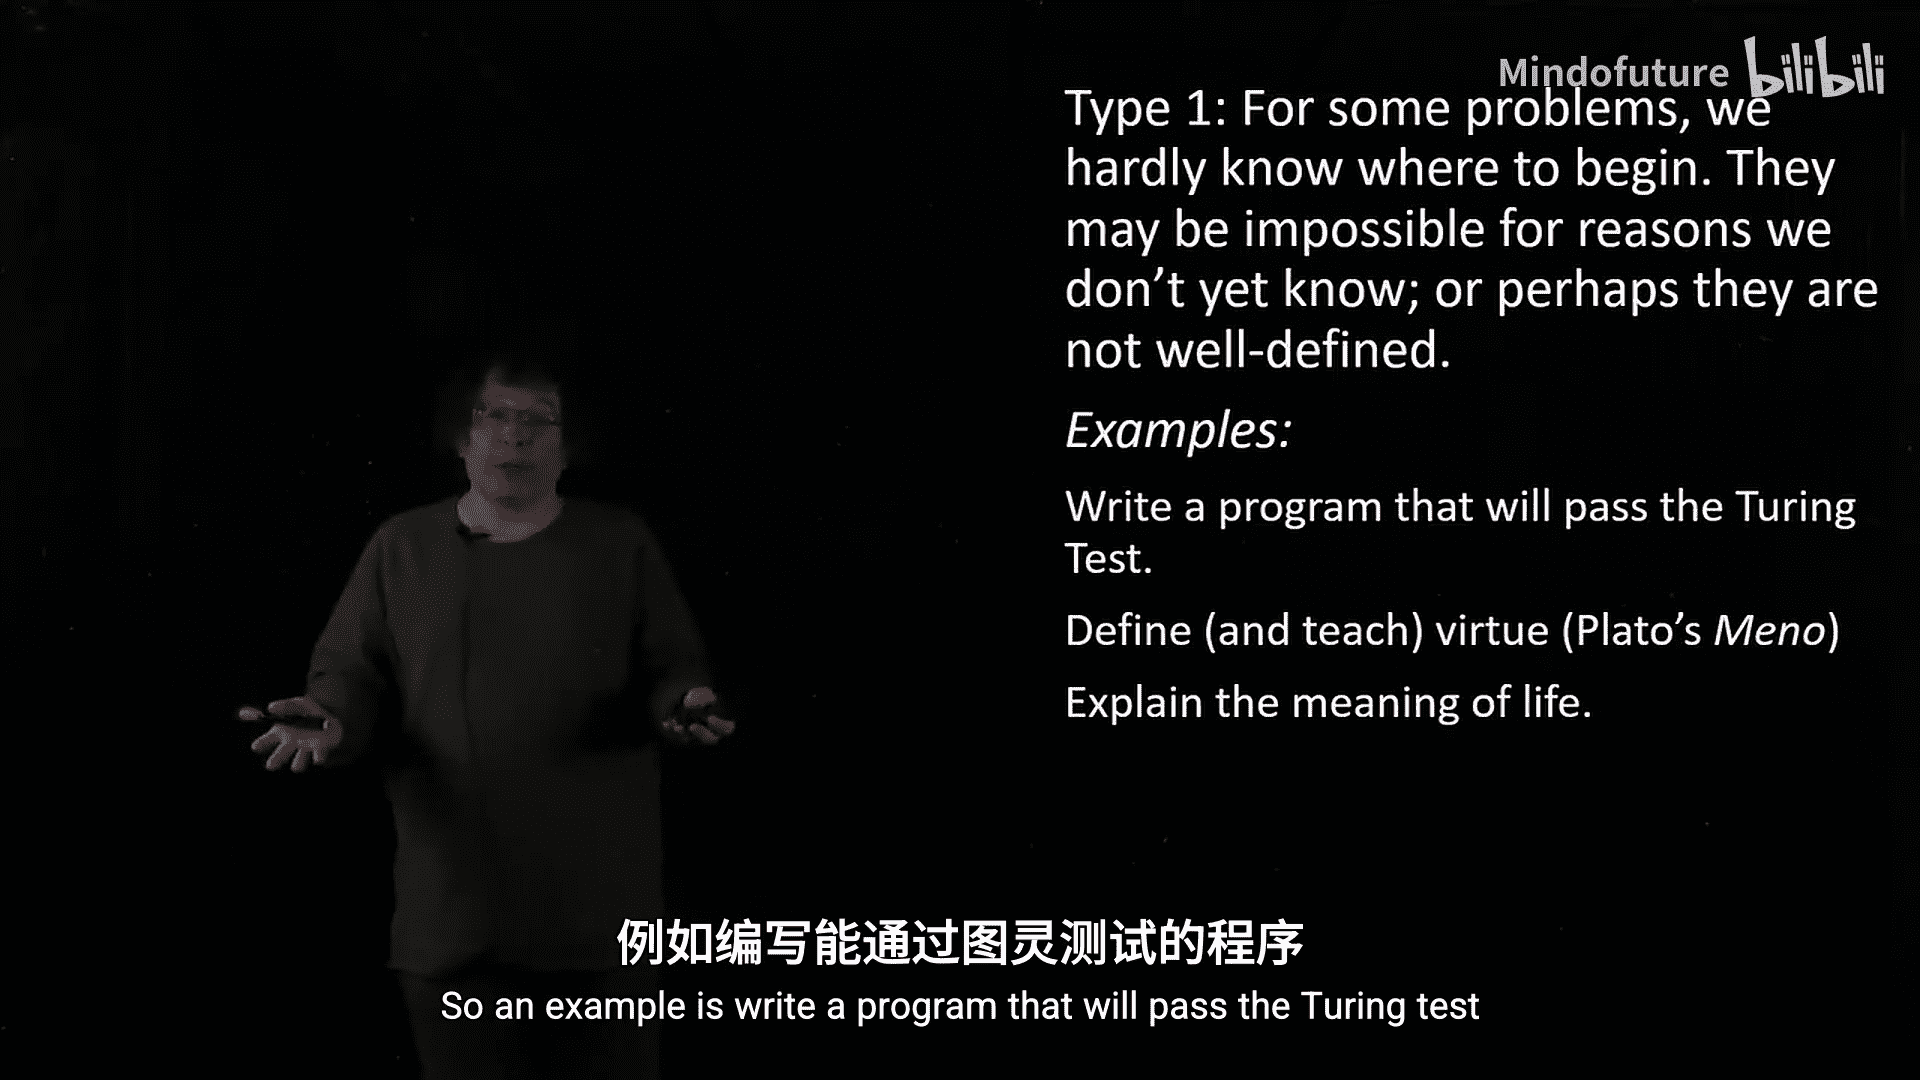 Mindofuture bilibili
Type 1: For some problems, we
hardly know where to begin. They
may be impossible for reasons we
don’t yet know; or perhaps they are
not well-defined.
Examples:
Write a program that will pass the Turing
Test.
Define (and teach) virtue (Plato’s Meno)
Explain the meaning of life.
例如编写能通过图灵测试的程序
So an example is write a program that will pass the Turing test